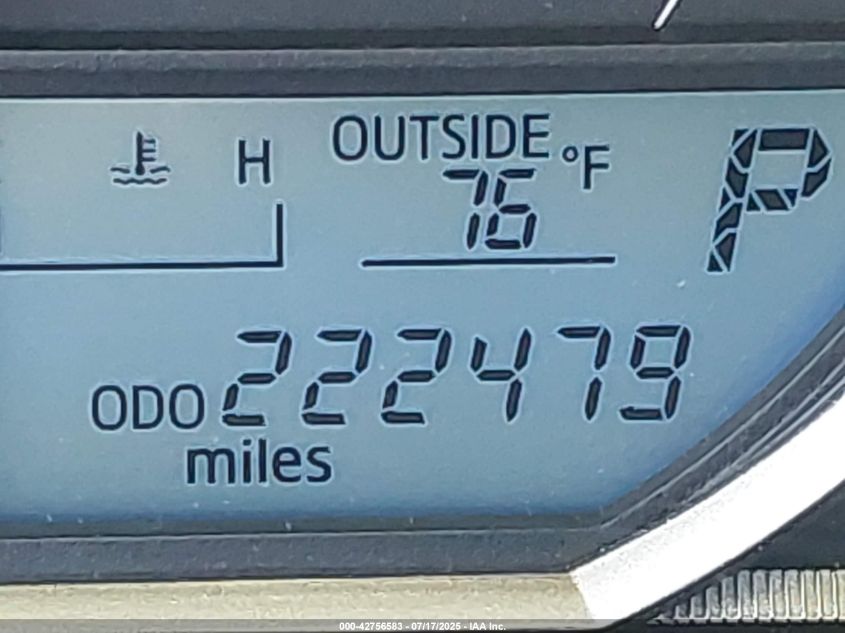 H
OUTSIDE
76 °F
P
ODO 222479
miles
000-42756583 - 07/17/2025 - IAA Inc.